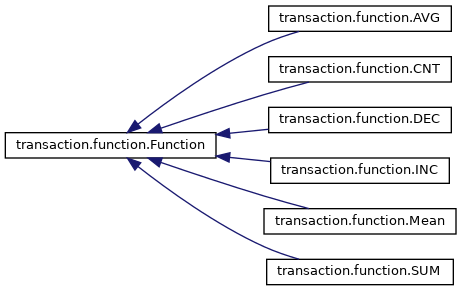 transaction.function.AVG
transaction.function.CNT
transaction.function.DEC
transaction.function.Function
transaction.function.INC
transaction.function.Mean
transaction.function.SUM